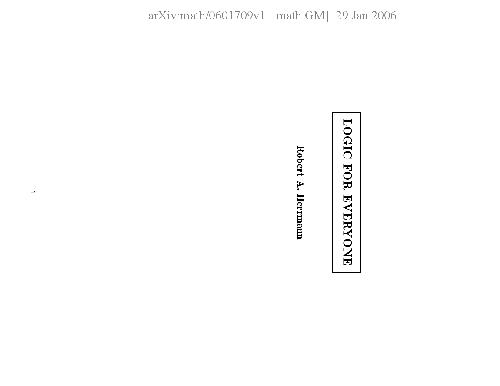 arXiv:math/0601709v1 [math.GM] 29 Jan 2006
LOGIC FOR EVERYONE
Robert A. Herrmann